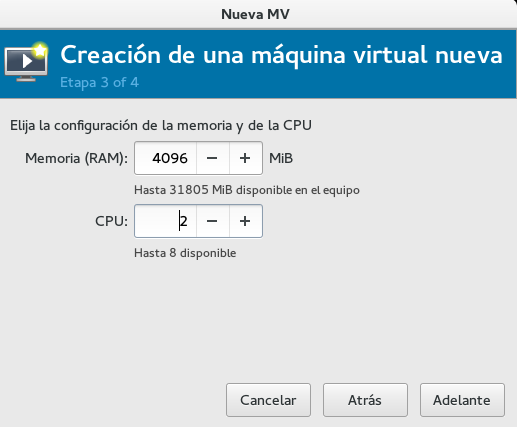 Nueva MV
Creación de una máquina virtual nueva
Etapa 3 of 4
Elija la configuración de la memoria y de la CPU
Memoria (RAM): 4096 − + MiB
Hasta 31805 MiB disponible en el equipo
CPU: 2 − +
Hasta 8 disponible
Cancelar Atrás Adelante